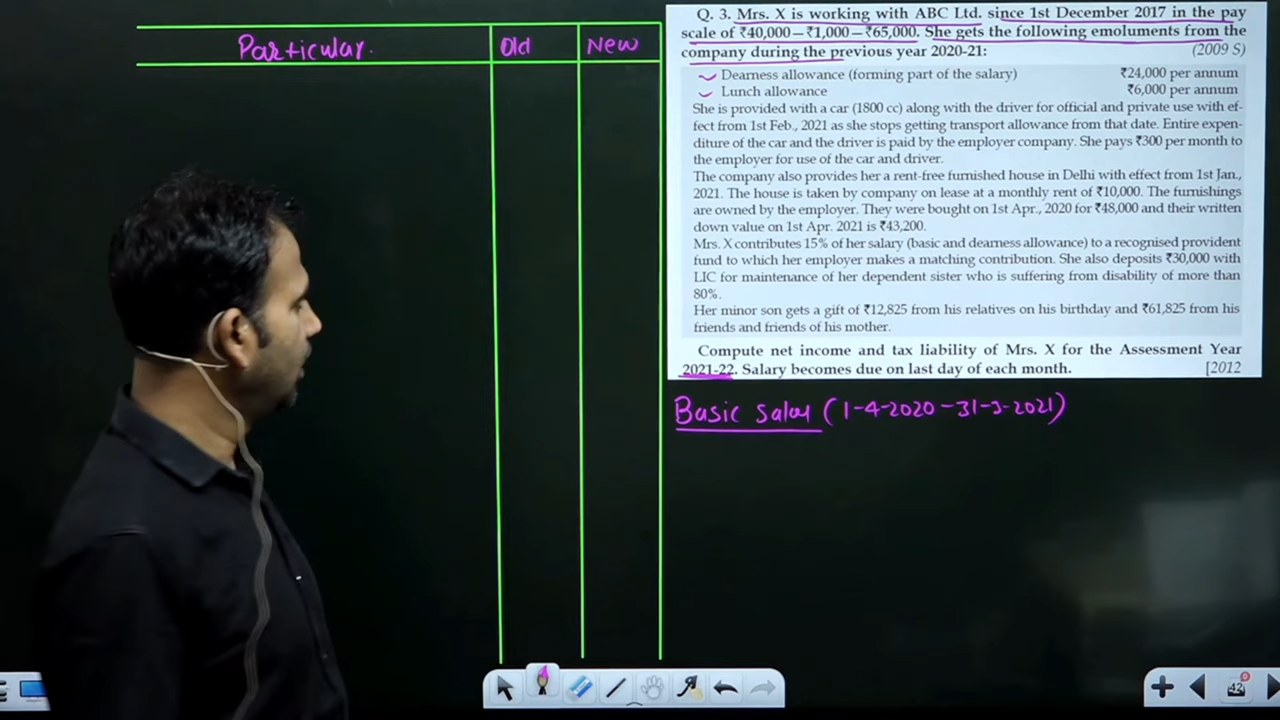 Particular. Old New
Q. 3. Mrs. X is working with ABC Ltd. since 1st December 2017 in the pay
scale of ₹40,000–₹1,000–₹65,000. She gets the following emoluments from the
company during the previous year 2020-21: (2009 S)
Dearness allowance (forming part of the salary) ₹24,000 per annum
Lunch allowance ₹6,000 per annum
She is provided with a car (1800 cc) along with the driver for official and private use with ef-
fect from 1st Feb., 2021 as she stops getting transport allowance from that date. Entire expen-
diture of the car and the driver is paid by the employer company. She pays ₹300 per month to
the employer for use of the car and driver.
The company also provides her a rent-free furnished house in Delhi with effect from 1st Jan.,
2021. The house is taken by company on lease at a monthly rent of ₹10,000. The furnishings
are owned by the employer. They were bought on 1st Apr., 2020 for ₹48,000 and their written
down value on 1st Apr. 2021 is ₹43,200.
Mrs. X contributes 15% of her salary (basic and dearness allowance) to a recognised provident
fund to which her employer makes a matching contribution. She also deposits ₹30,000 with
LIC for maintenance of her dependent sister who is suffering from disability of more than
80%.
Her minor son gets a gift of ₹12,825 from his relatives on his birthday and ₹61,825 from his
friends and friends of his mother.
Compute net income and tax liability of Mrs. X for the Assessment Year
2021-22. Salary becomes due on last day of each month. [2012
Basic Salary (1-4-2020-31-3-2021)
42